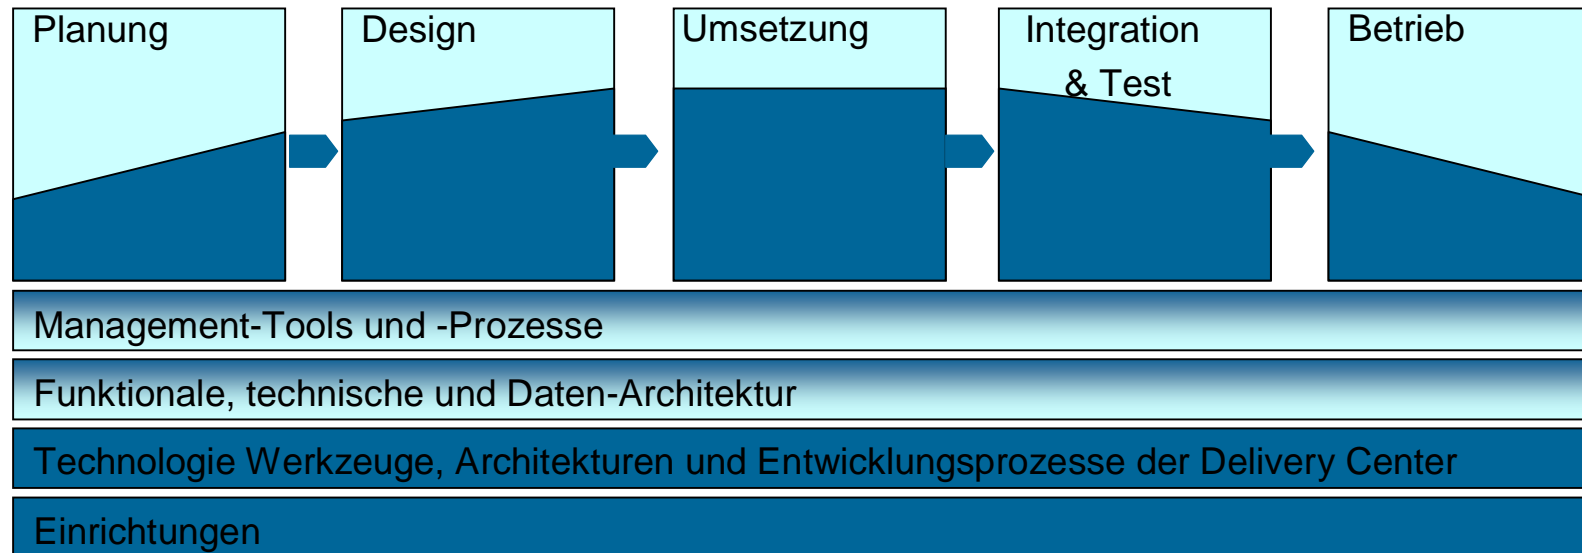 Planung
Design
Umsetzung
Integration
& Test
Betrieb
Management-Tools und -Prozesse
Funktionale, technische und Daten-Architektur
Technologie Werkzeuge, Architekturen und Entwicklungsprozesse der Delivery Center
Einrichtungen